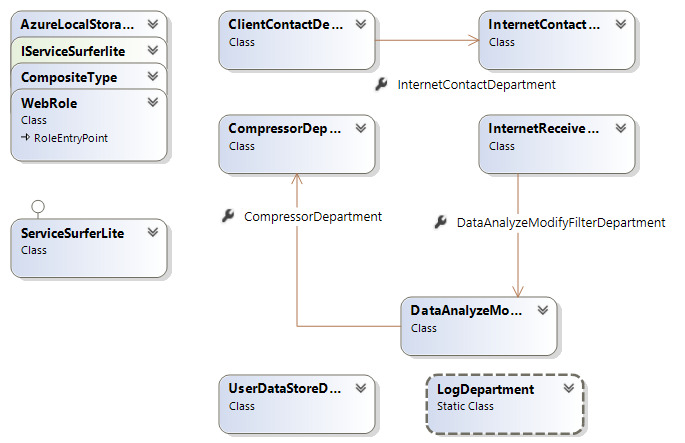 AzureLocalStora...
IServiceSurferlite
CompositeType
WebRole
Class
RoleEntryPoint
ServiceSurferLite
Class
ClientContactDe...
Class
InternetContact...
Class
InternetContactDepartment
CompressorDep...
Class
InternetReceive...
Class
CompressorDepartment
DataAnalyzeModifyFilterDepartment
DataAnalyzeMo...
Class
UserDataStoreD...
Class
LogDepartment
Static Class